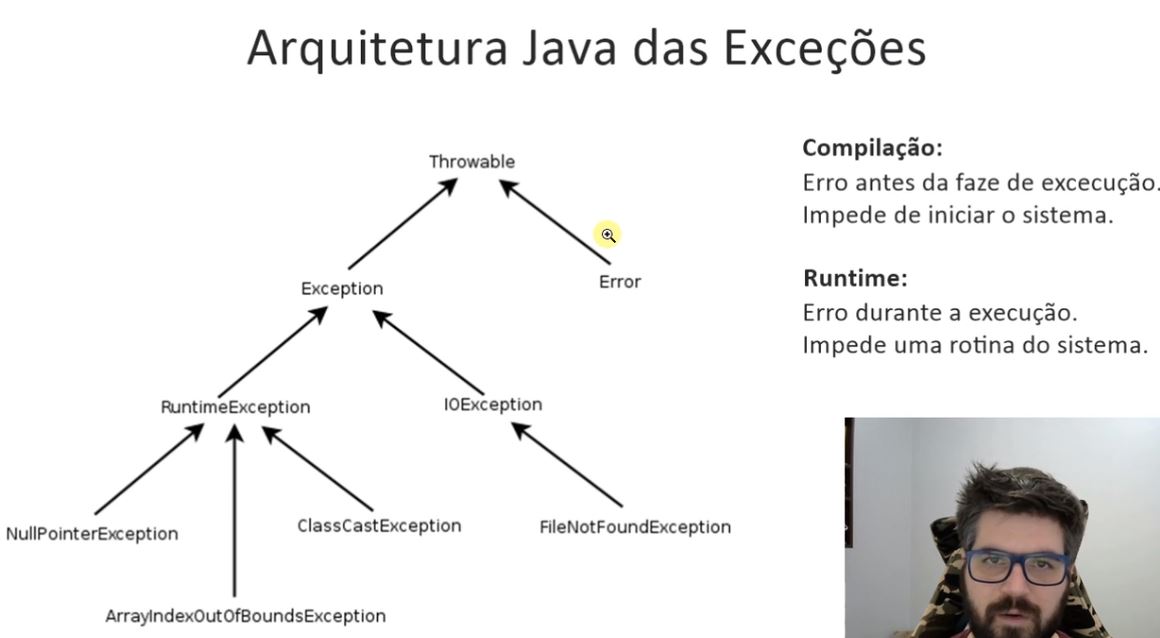 Arquitetura Java das Exceções
Throwable
Exception
Error
RuntimeException
IOException
NullPointerException
ClassCastException
FileNotFoundException
ArrayIndexOutOfBoundsException
Compilação:
Erro antes da faze de excecução.
Impede de iniciar o sistema.
Runtime:
Erro durante a execução.
Impede uma rotina do sistema.